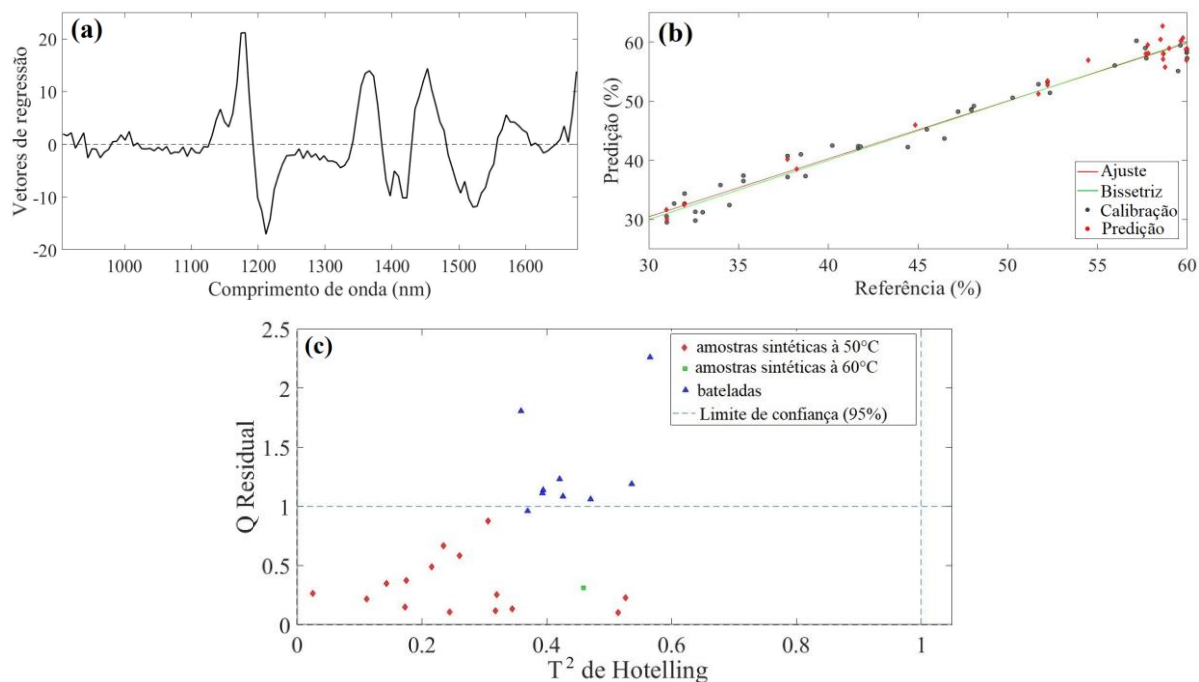 (a)
Vetores de regressão
20
10
0
-10
-20
1000
1100
1200
1300
1400
1500
1600
Comprimento de onda (nm)
(b)
Predição (%)
60
50
40
30
30
35
40
45
50
55
60
Referência (%)
Ajuste
Bissetriz
Calibração
Predição
(c)
Q Residual
2.5
2
1.5
1
0.5
0
0
0.2
0.4
0.6
0.8
1
T² de Hotelling
amostras sintéticas à 50°C
amostras sintéticas à 60°C
bateladas
Limite de confiança (95%)